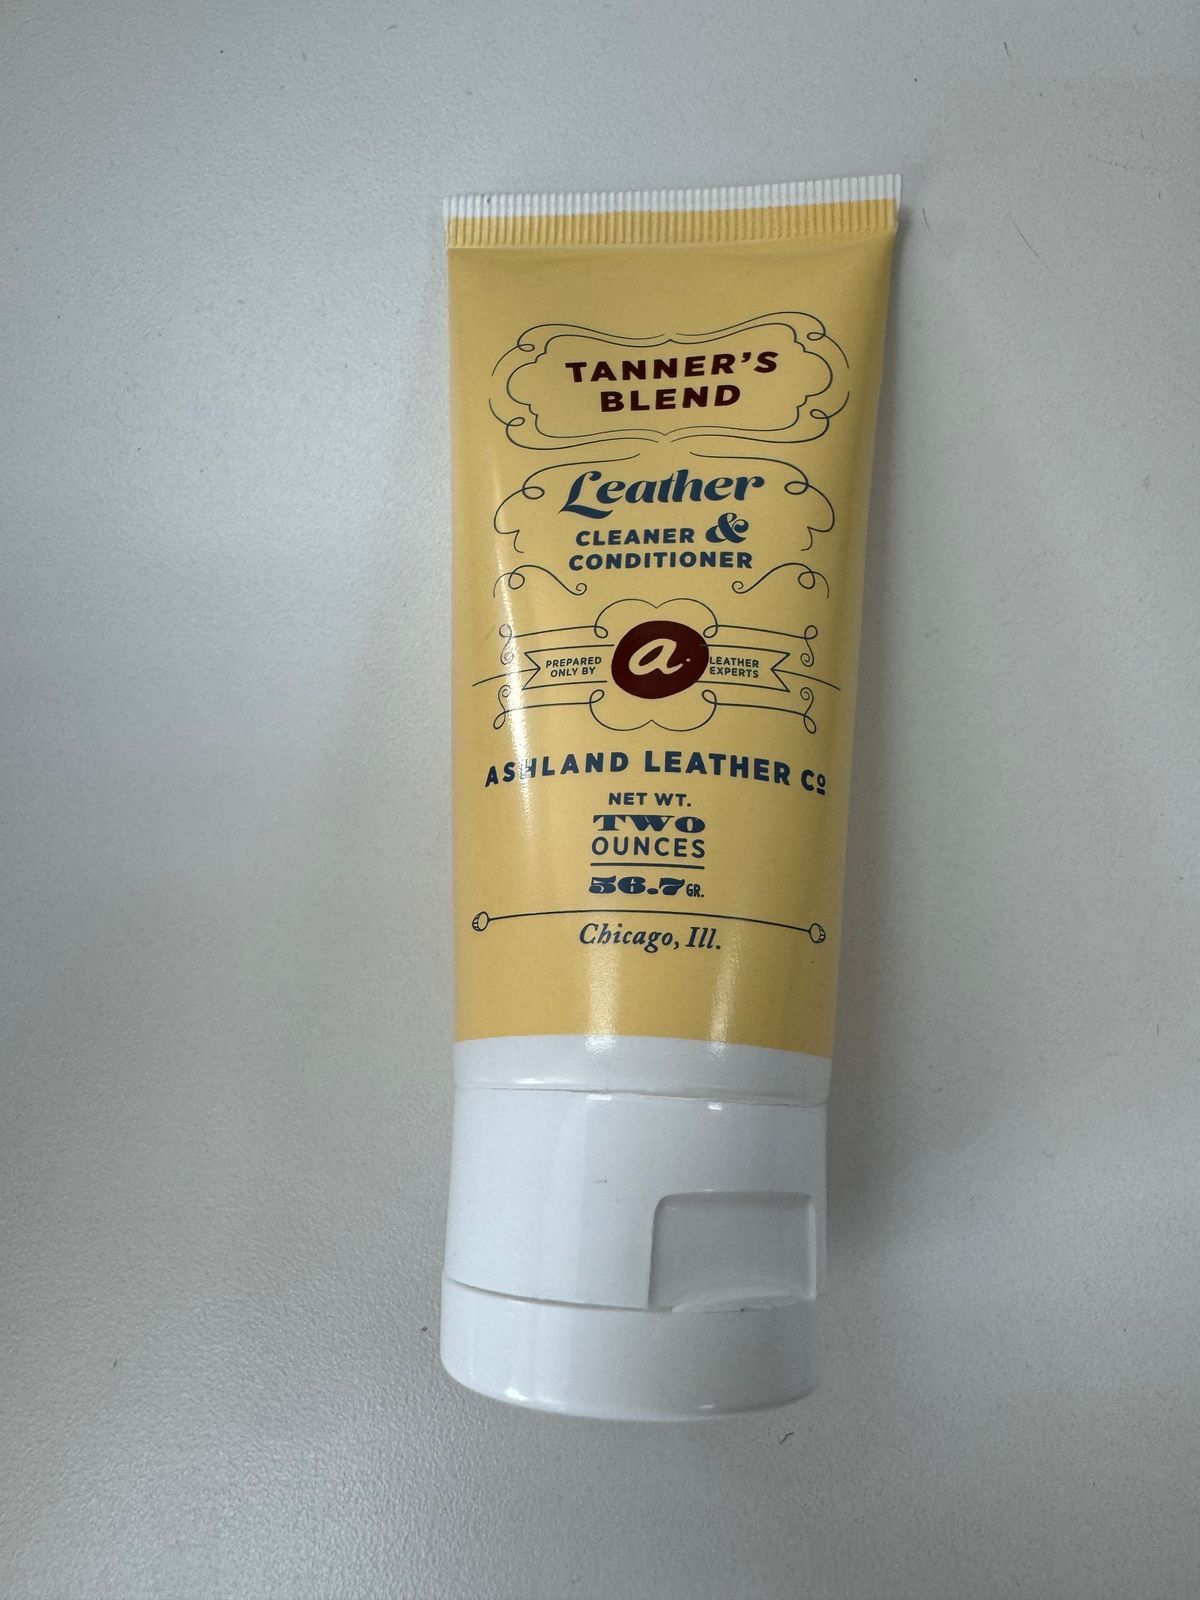 TANNER'S
BLEND
Leather
CLEANER &
CONDITIONER
PREPARED
ONLY BY
a.
LEATHER
EXPERTS
ASHLAND LEATHER Cº
NET WT.
TWO
OUNCES
56.7 GR.
Chicago, Ill.